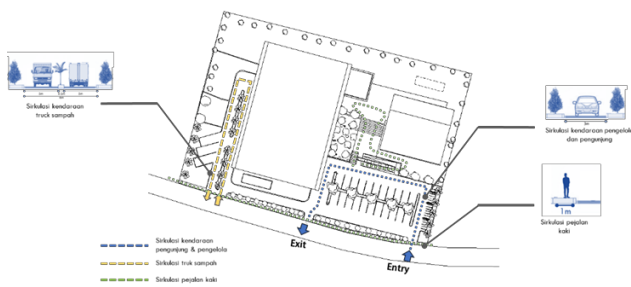 Sirkulasi kendaraan
truck sampah
Sirkulasi kendaraan pengelola
dan pengunjung
1m
Sirkulasi pejalan
kaki
Exit
Entry
Sirkulasi kendaraan
pengunjung & pengelola
Sirkulasi truk sampah
Sirkulasi pejalan kaki